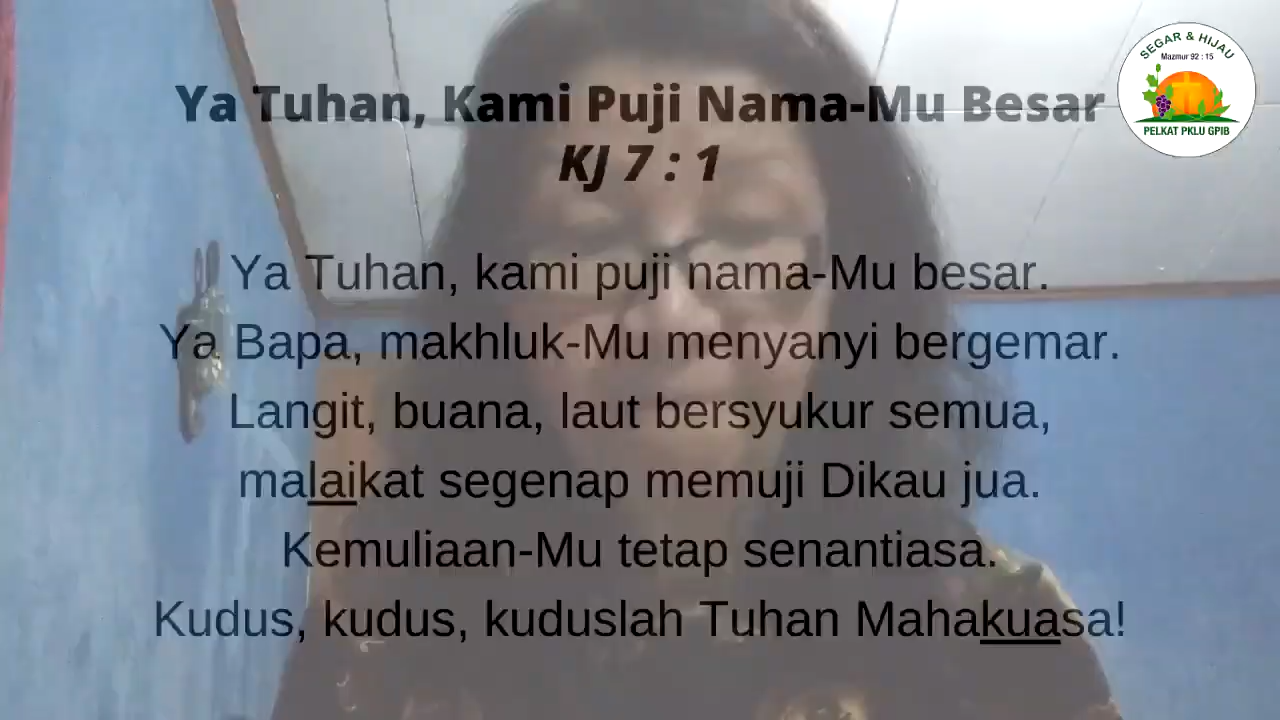 Ya Tuhan, Kami Puji Nama-Mu Besar
KJ 7 : 1
SEGAR & HIJAU
Mazmur 92 : 15
PELKAT PKLU GPIB
Ya Tuhan, kami puji nama-Mu besar.
Ya Bapa, makhluk-Mu menyanyi bergemar.
Langit, buana, laut bersyukur semua,
malaikat segenap memuji Dikau jua.
Kemuliaan-Mu tetap senantiasa.
Kudus, kudus, kuduslah Tuhan Mahakuasa!